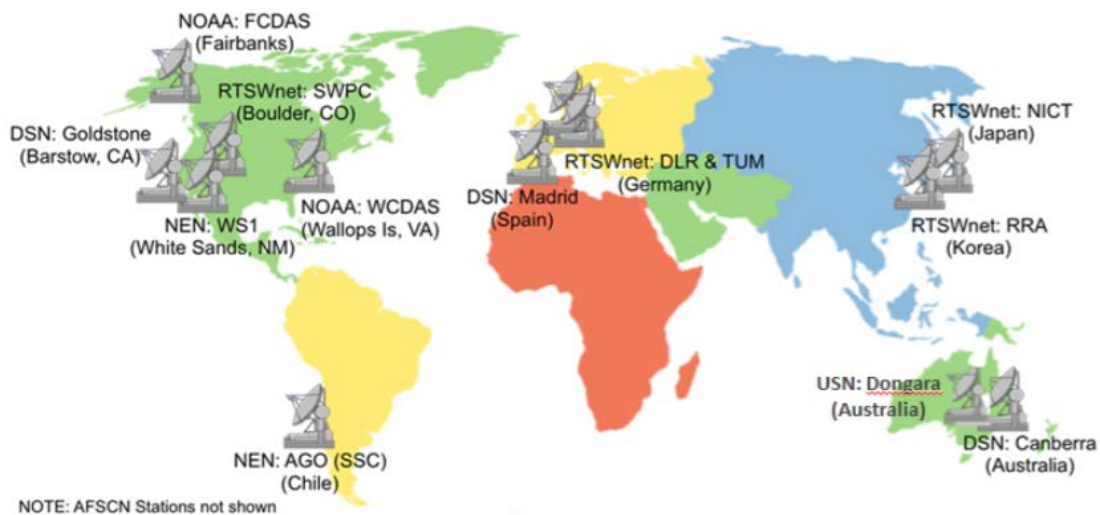 NOAA: FCDAS
(Fairbanks)
RTSWnet: SWPC
(Boulder, CO)
DSN: Goldstone
(Barstow, CA)
NEN: WS1
(White Sands, NM)
NOAA: WCDAS
(Wallops Is, VA)
RTSWnet: DLR & TUM
(Germany)
DSN: Madrid
(Spain)
RTSWnet: NICT
(Japan)
RTSWnet: RRA
(Korea)
USN: Dongara
(Australia)
DSN: Canberra
(Australia)
NEN: AGO (SSC)
(Chile)
NOTE: AFSCN Stations not shown